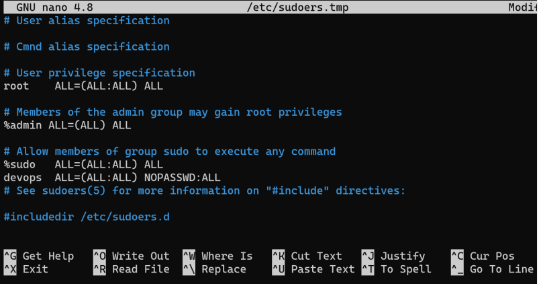 GNU nano 4.8 /etc/sudoers.tmp
# User alias specification
# Cmnd alias specification
# User privilege specification
root ALL=(ALL:ALL) ALL
# Members of the admin group may gain root privileges
%admin ALL=(ALL) ALL
# Allow members of group sudo to execute any command
%sudo ALL=(ALL:ALL) ALL
devops ALL=(ALL:ALL) NOPASSWD:ALL
# See sudoers(5) for more information on "#include" directives:
#includedir /etc/sudoers.d
^G Get Help ^O Write Out ^W Where Is ^K Cut Text ^J Justify ^C Cur Pos
^X Exit ^R Read File ^\ Replace ^U Paste Text ^T To Spell ^_ Go To Line